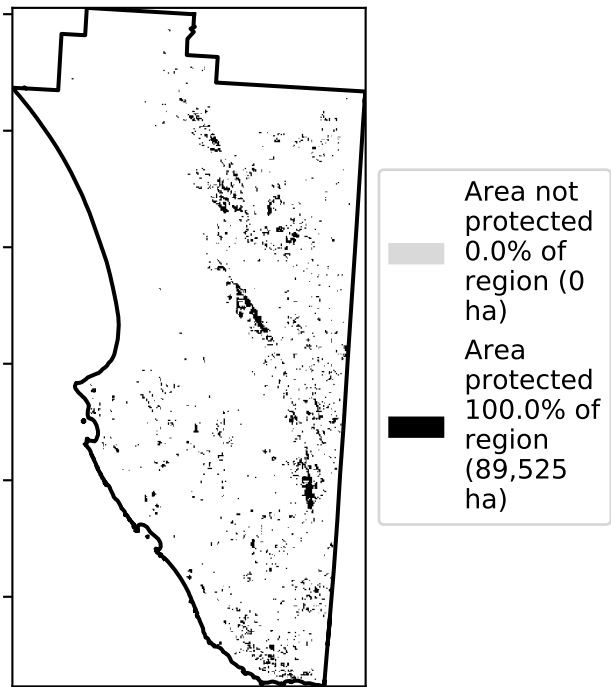 Area not
protected
0.0% of
region (0
ha)
Area
protected
100.0% of
region
(89,525
ha)